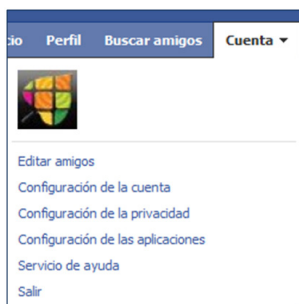 cio Perfil Buscar amigos Cuenta
Editar amigos
Configuración de la cuenta
Configuración de la privacidad
Configuración de las aplicaciones
Servicio de ayuda
Salir